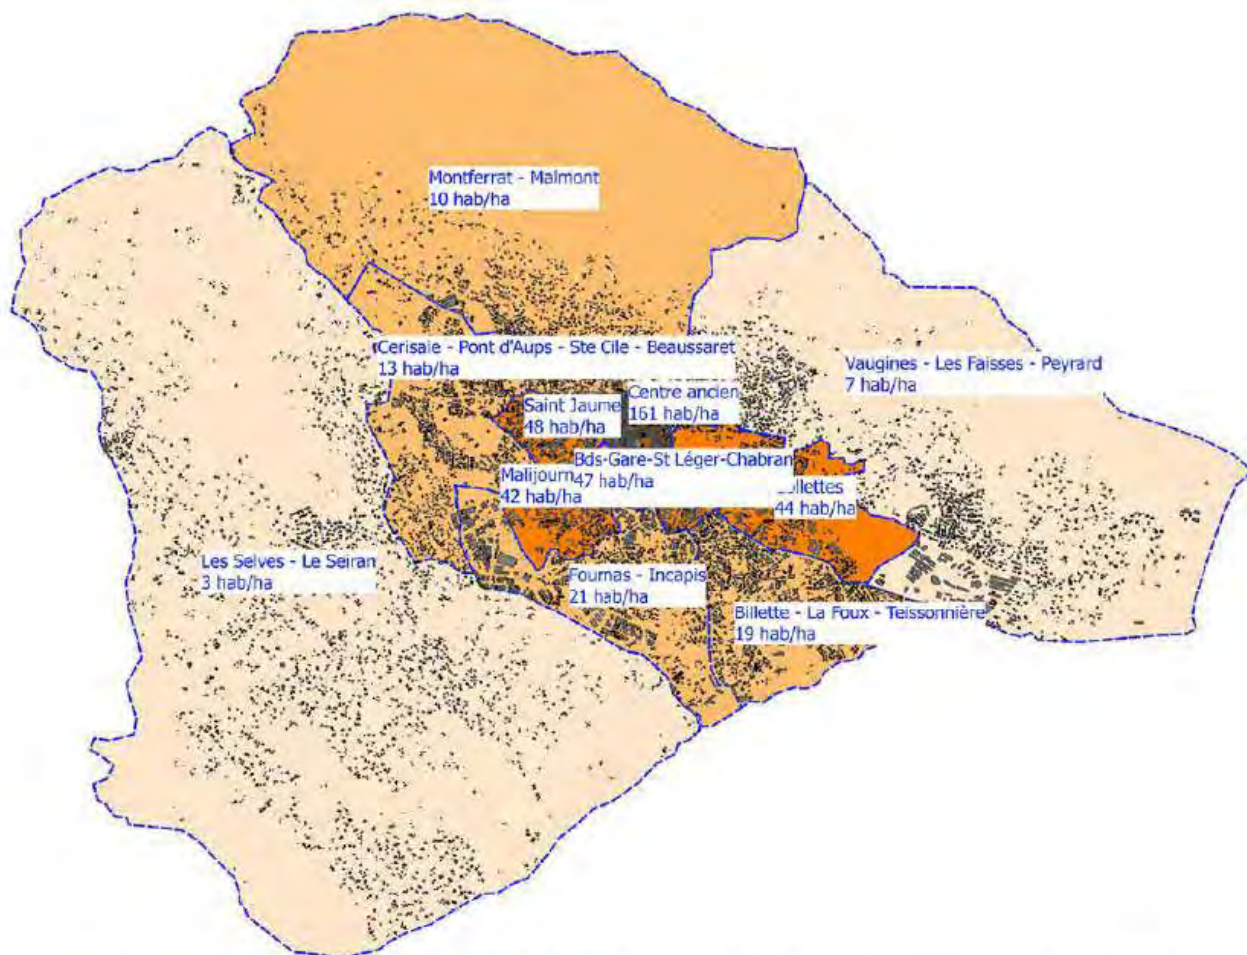 Montferrat - Malmont
10 hab/ha
Cerisaie - Pont d'Aups - Ste Cile - Beaussaret
13 hab/ha
Vaugines - Les Faisses - Peyrard
7 hab/ha
Centre ancien
161 hab/ha
Saint Jaume
48 hab/ha
Bds-Gare-St Léger-Chabran
47 hab/ha
Malijourn
42 hab/ha
ollettes
44 hab/ha
Les Selves - Le Seiran
3 hab/ha
Fournas - Incapis
21 hab/ha
Billette - La Foux - Teissonnière
19 hab/ha